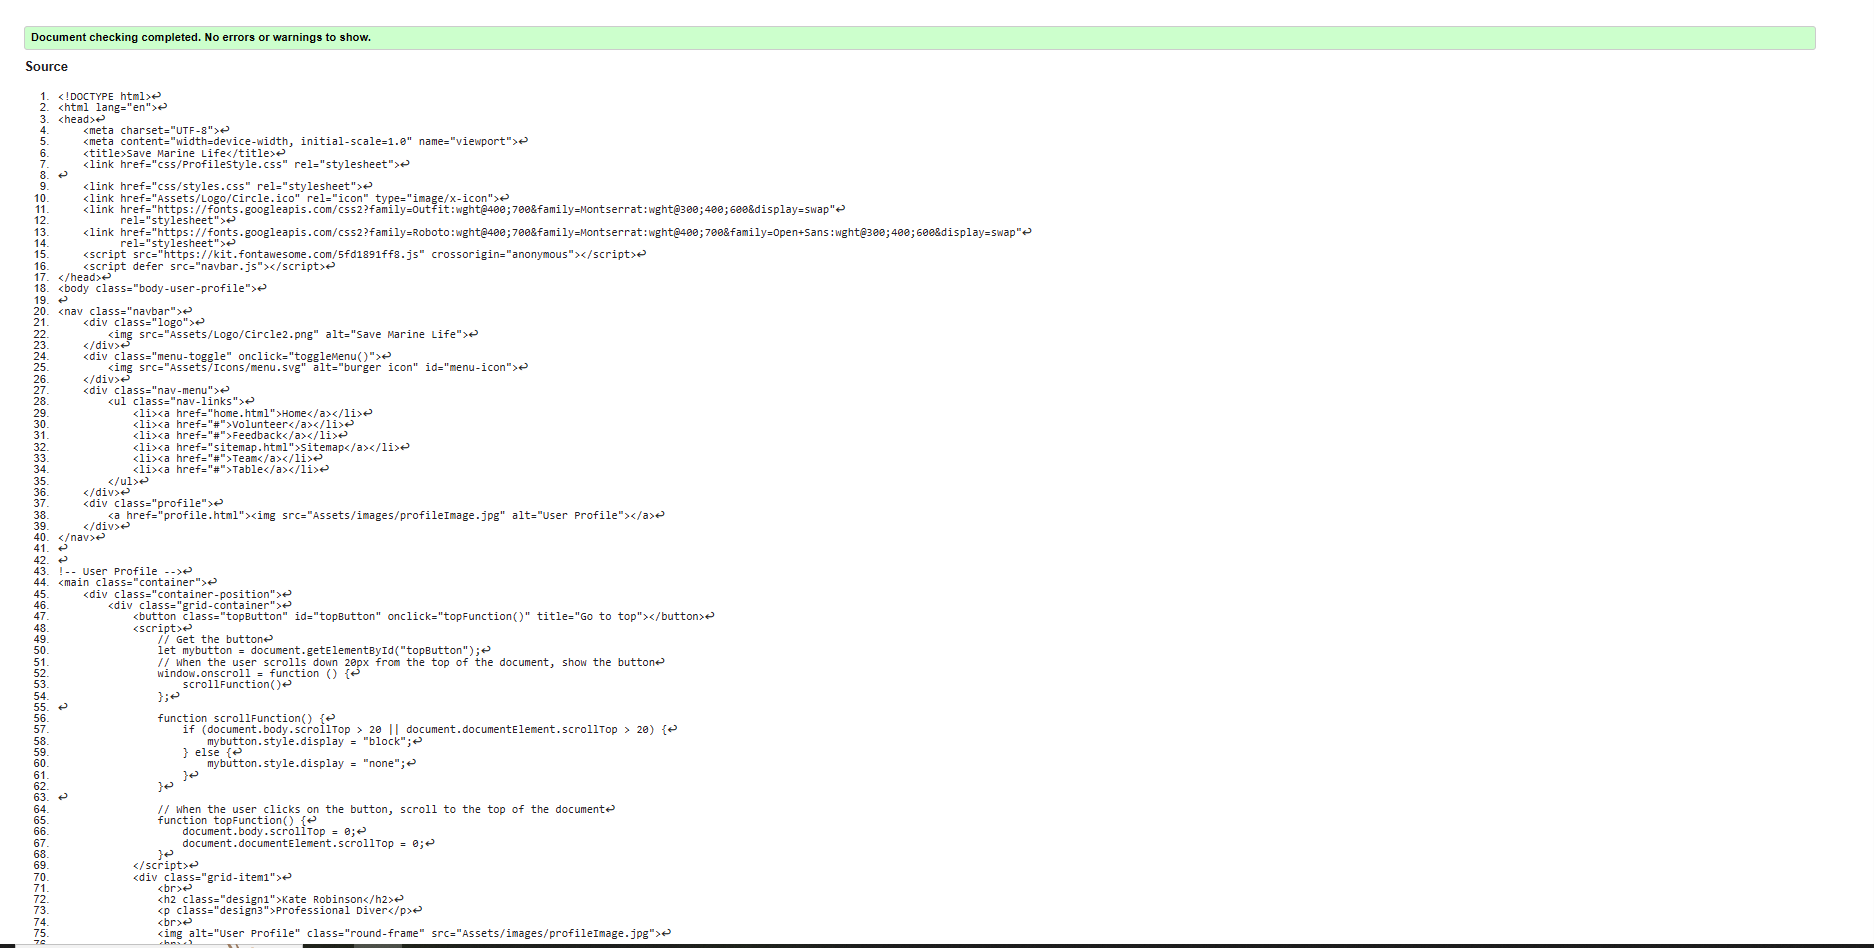 Document checking completed. No errors or warnings to show.
Source
1. <!DOCTYPE html>↩
2. <html lang="en">↩
3. <head>↩
4.     <meta charset="UTF-8">↩
5.     <meta content="width=device-width, initial-scale=1.0" name="viewport">↩
6.     <title>Save Marine Life</title>↩
7.     <link href="css/ProfileStyle.css" rel="stylesheet">↩
8. ↩
9.     <link href="css/styles.css" rel="stylesheet">↩
10.     <link href="Assets/Logo/Circle.ico" rel="icon" type="image/x-icon">↩
11.     <link href="https://fonts.googleapis.com/css2?family=Outfit:wght@400;700&family=Montserrat:wght@300;400;600&display=swap"↩
12.           rel="stylesheet">↩
13.     <link href="https://fonts.googleapis.com/css2?family=Roboto:wght@400;700&family=Montserrat:wght@400;700&family=Open+Sans:wght@300;400;600&display=swap"↩
14.           rel="stylesheet">↩
15.     <script src="https://kit.fontawesome.com/5fd1891ff8.js" crossorigin="anonymous"></script>↩
16.     <script defer src="navbar.js"></script>↩
17. </head>↩
18. <body class="body-user-profile">↩
19. ↩
20. <nav class="navbar">↩
21.     <div class="logo">↩
22.         <img src="Assets/Logo/Circle2.png" alt="Save Marine Life">↩
23.     </div>↩
24.     <div class="menu-toggle" onclick="toggleMenu()">↩
25.         <img src="Assets/Icons/menu.svg" alt="burger icon" id="menu-icon">↩
26.     </div>↩
27.     <div class="nav-menu">↩
28.         <ul class="nav-links">↩
29.             <li><a href="home.html">Home</a></li>↩
30.             <li><a href="#">Volunteer</a></li>↩
31.             <li><a href="#">Feedback</a></li>↩
32.             <li><a href="sitemap.html">Sitemap</a></li>↩
33.             <li><a href="#">Team</a></li>↩
34.             <li><a href="#">Table</a></li>↩
35.         </ul>↩
36.     </div>↩
37.     <div class="profile">↩
38.         <a href="profile.html"><img src="Assets/images/profileImage.jpg" alt="User Profile"></a>↩
39.     </div>↩
40. </nav>↩
41. ↩
42. ↩
43. !-- User Profile -->↩
44. <main class="container">↩
45.     <div class="container-position">↩
46.         <div class="grid-container">↩
47.             <button class="topButton" id="topButton" onclick="topFunction()" title="Go to top"></button>↩
48.             <script>↩
49.                 // Get the button↩
50.                 let mybutton = document.getElementById("topButton");↩
51.                 // When the user scrolls down 20px from the top of the document, show the button↩
52.                 window.onscroll = function () {↩
53.                     scrollFunction()↩
54.                 };↩
55. ↩
56.                 function scrollFunction() {↩
57.                     if (document.body.scrollTop > 20 || document.documentElement.scrollTop > 20) {↩
58.                         mybutton.style.display = "block";↩
59.                     } else {↩
60.                         mybutton.style.display = "none";↩
61.                     }↩
62.                 }↩
63. ↩
64.                 // When the user clicks on the button, scroll to the top of the document↩
65.                 function topFunction() {↩
66.                     document.body.scrollTop = 0;↩
67.                     document.documentElement.scrollTop = 0;↩
68.                 }↩
69.             </script>↩
70.             <div class="grid-item1">↩
71.                 <br>↩
72.                 <h2 class="design1">Kate Robinson</h2>↩
73.                 <p class="design3">Professional Diver</p>↩
74.                 <br>↩
75.                 <img alt="User Profile" class="round-frame" src="Assets/images/profileImage.jpg">↩